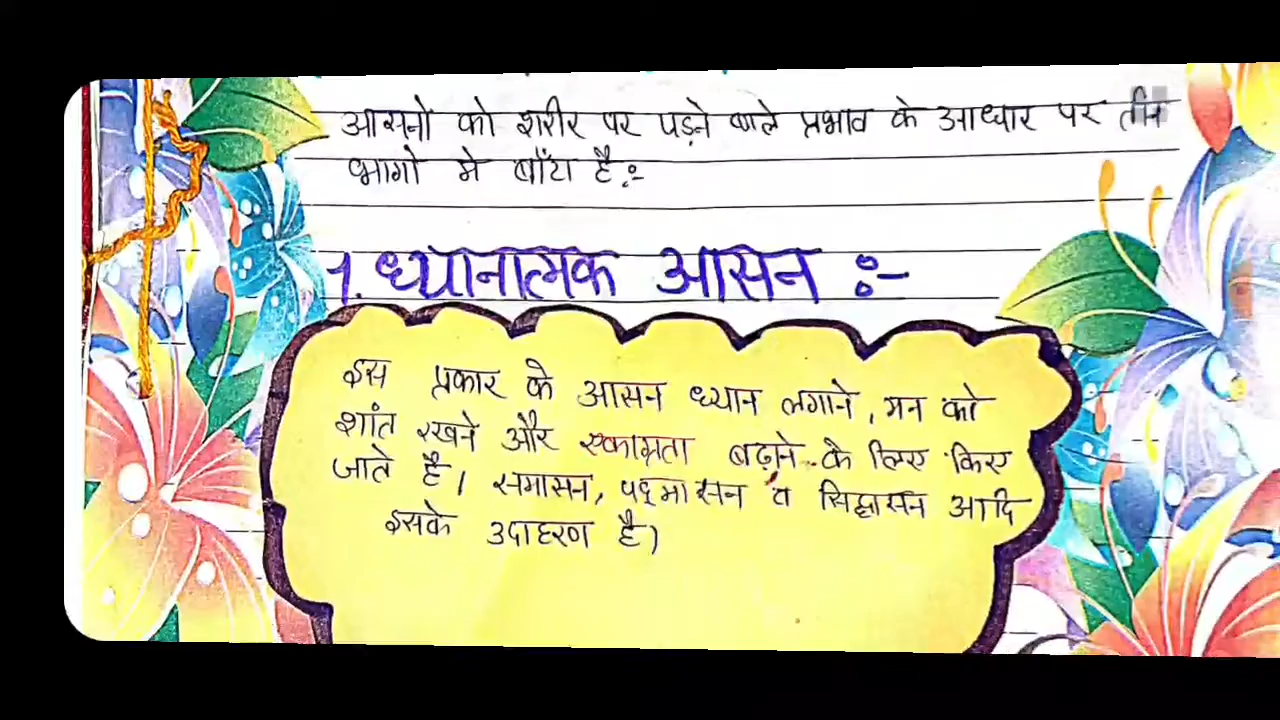 आसनो को शरीर पर पड़ने वाले प्रभाव के आधार पर तीन
भागो मे बाँटा है :-
1. ध्यानात्मक आसन :-
इस प्रकार के आसन ध्यान लगाने, मन को
शांत रखने और एकाग्रता बढ़ाने के लिए किए
जाते है। समासन, पद्मासन व सिद्धासन आदि
इसके उदाहरण है।